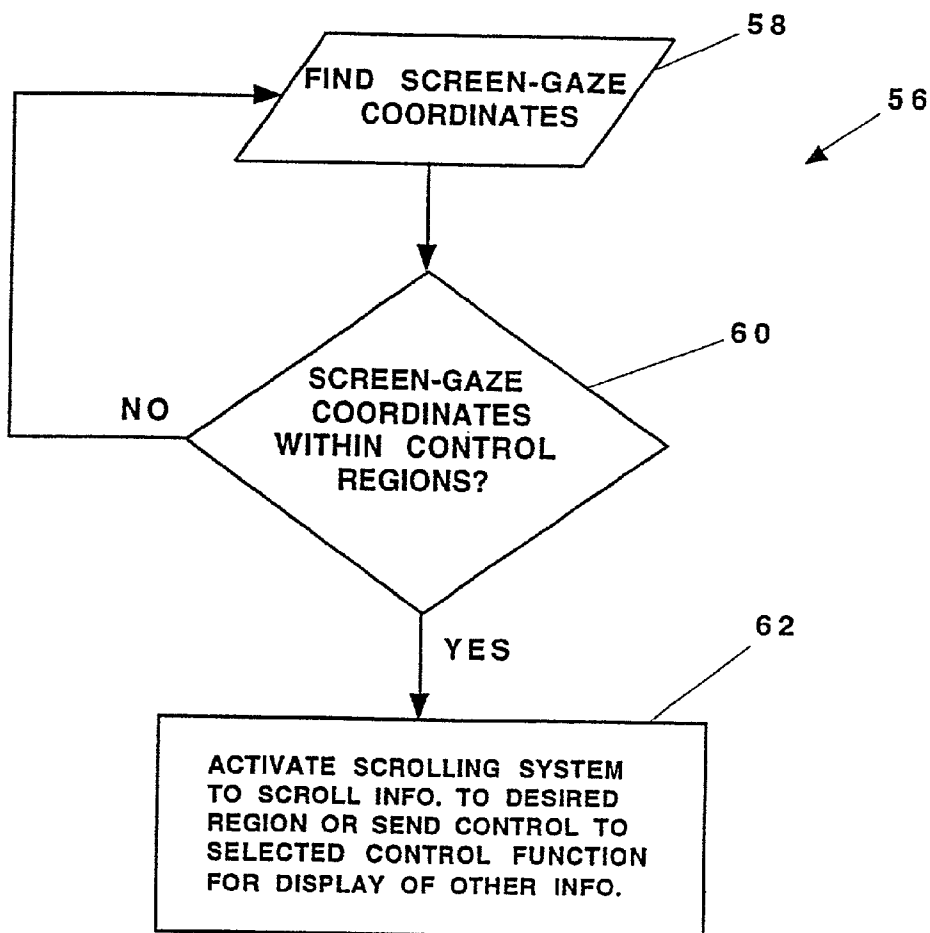 58
FIND SCREEN-GAZE
COORDINATES
56
60
SCREEN-GAZE
COORDINATES
WITHIN CONTROL
REGIONS?
NO
YES
62
ACTIVATE SCROLLING SYSTEM
TO SCROLL INFO. TO DESIRED
REGION OR SEND CONTROL TO
SELECTED CONTROL FUNCTION
FOR DISPLAY OF OTHER INFO.